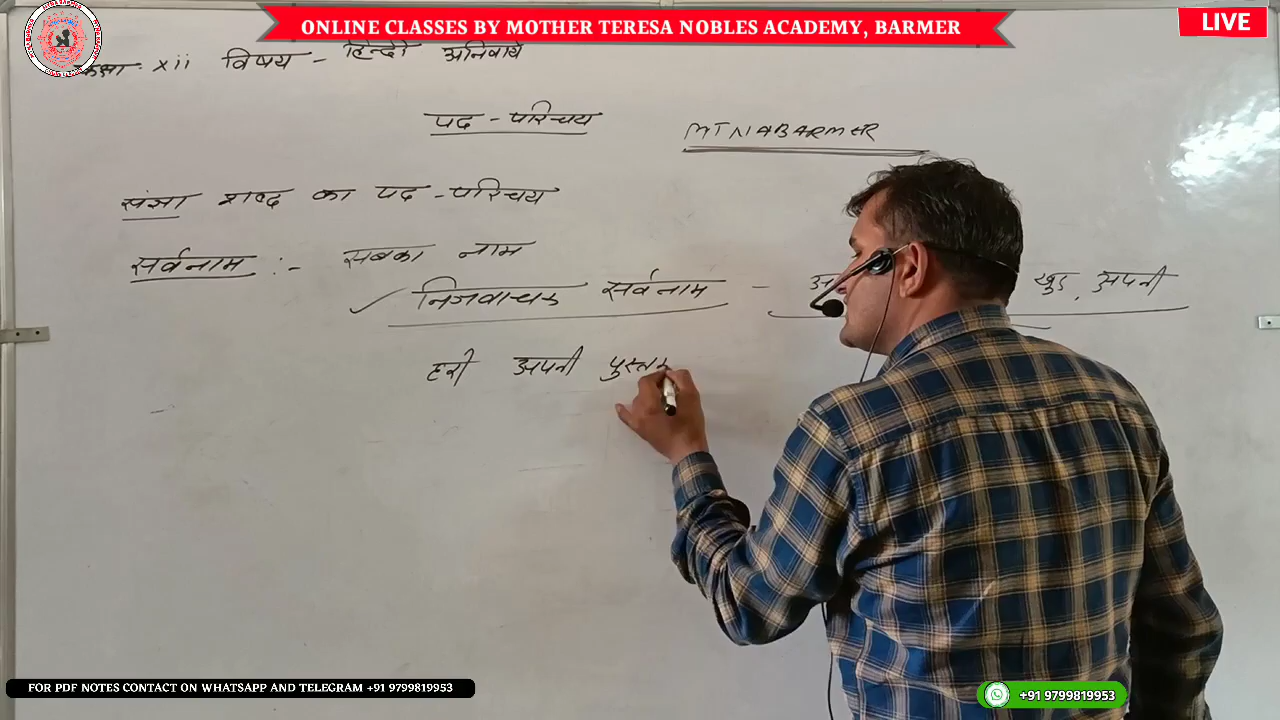 ONLINE CLASSES BY MOTHER TERESA NOBLES ACADEMY, BARMER
LIVE
कक्षा : xii विषय - हिन्दी अनिवार्य
पद - परिचय
MTNABARMER
संज्ञा शब्द का पद - परिचय
सर्वनाम :- सबका नाम
निजवाचक सर्वनाम - खुद, अपनी
हरी अपनी पुस्तक
FOR PDF NOTES CONTACT ON WHATSAPP AND TELEGRAM +91 9799819953
+91 9799819953